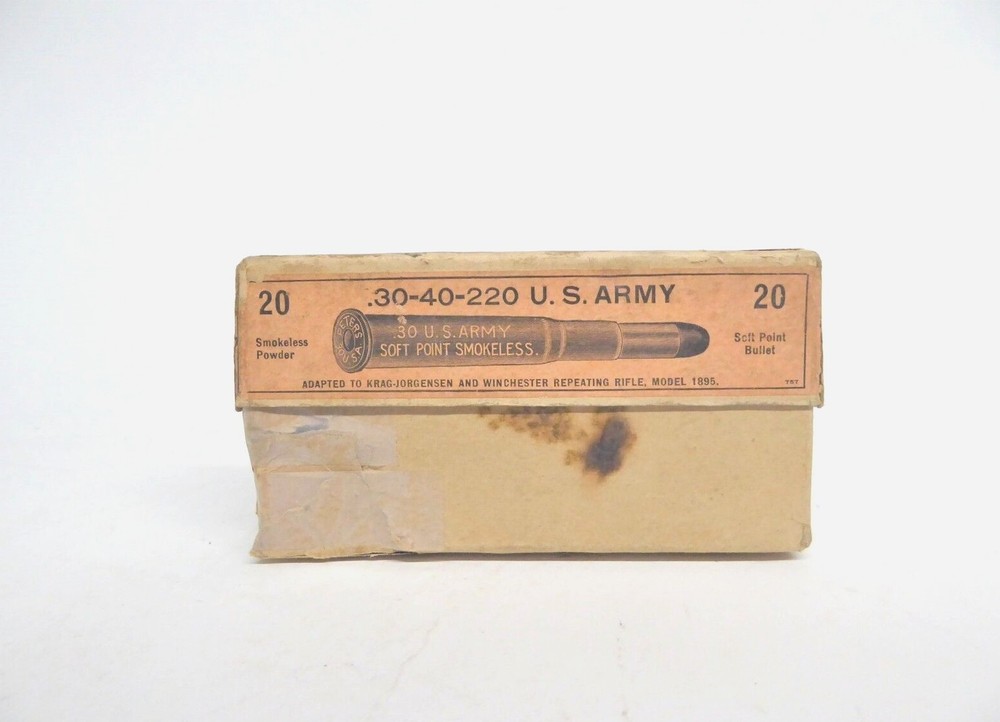 20
.30-40-220 U. S. ARMY
20
Smokeless
Powder
PETERS
U.S.A.
.30 U.S. ARMY
SOFT POINT SMOKELESS.
Soft Point
Bullet
ADAPTED TO KRAG-JORGENSEN AND WINCHESTER REPEATING RIFLE, MODEL 1895.